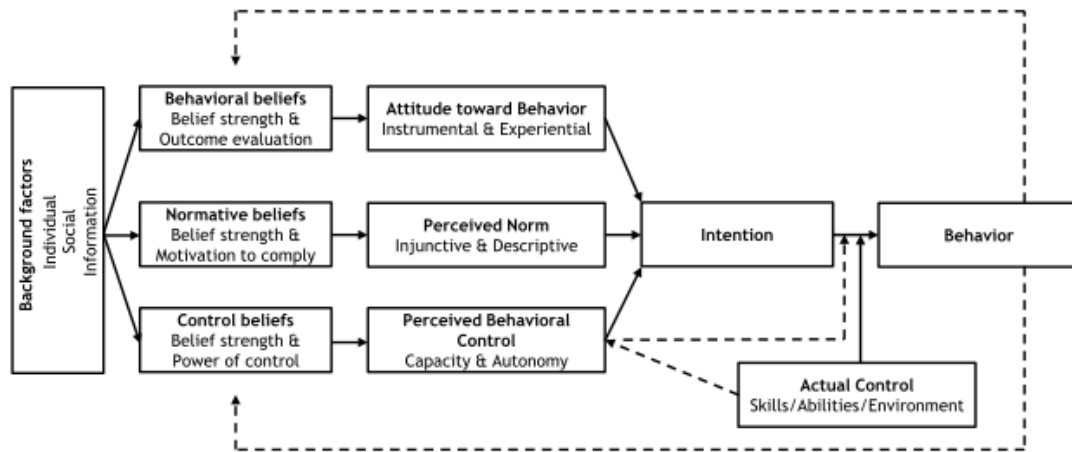 Background factors
Individual
Social
Information
Behavioral beliefs
Belief strength &
Outcome evaluation
Attitude toward Behavior
Instrumental & Experiential
Normative beliefs
Belief strength &
Motivation to comply
Perceived Norm
Injunctive & Descriptive
Intention
Behavior
Control beliefs
Belief strength &
Power of control
Perceived Behavioral
Control
Capacity & Autonomy
Actual Control
Skills/Abilities/Environment